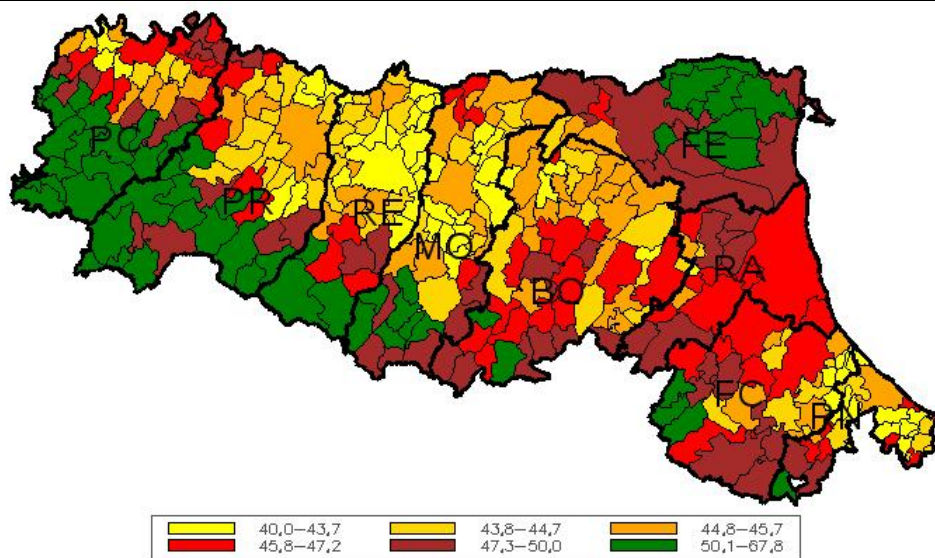 PC
PR
RE
MO
BO
FE
RA
FC
RN
40,0–43,7 43,8–44,7 44,8–45,7
45,8–47,2 47,3–50,0 50,1–67,8